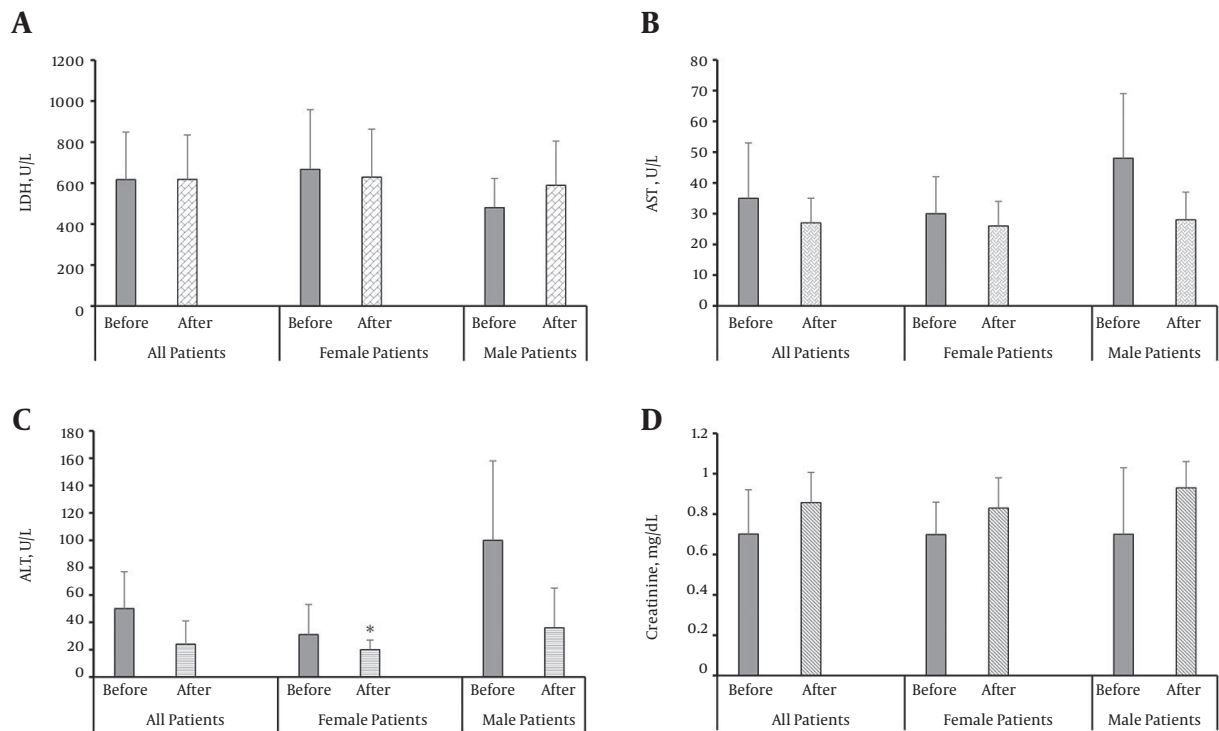 A
LDH, U/L
1200
1000
800
600
400
200
0
Before After Before After Before After
All Patients Female Patients Male Patients
B
AST , U/L
80
70
60
50
40
30
20
10
0
Before After Before After Before After
All Patients Female Patients Male Patients
C
ALT, U/L
180
160
140
120
100
80
60
40
20
0
*
Before After Before After Before After
All Patients Female Patients Male Patients
D
Creatinine, mg/dL
1.2
1
0.8
0.6
0.4
0.2
0
Before After Before After Before After
All Patients Female Patients Male Patients